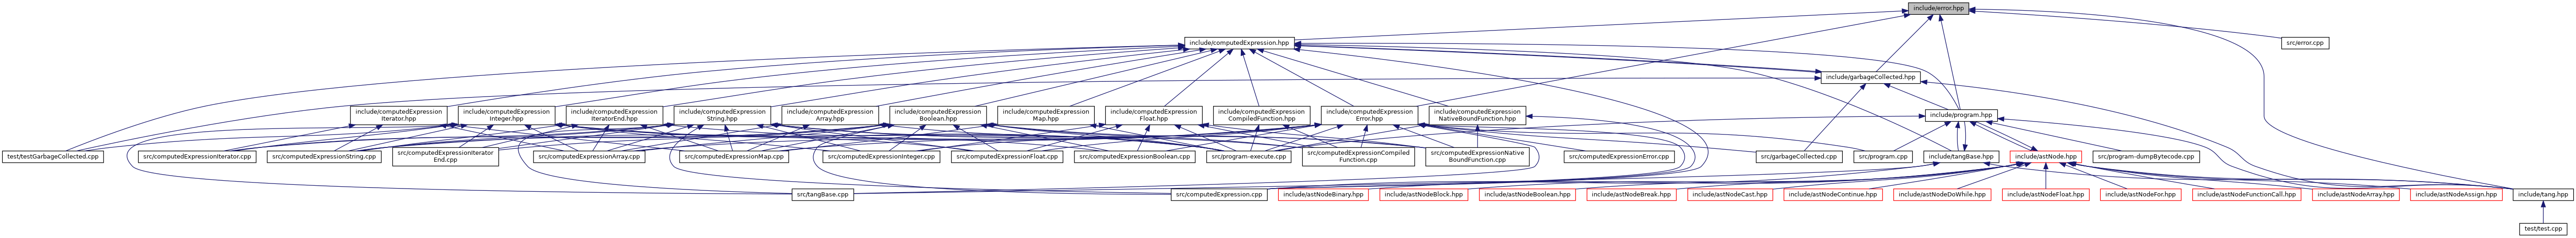 include/error.hpp
include/computedExpression.hpp
src/error.cpp
include/garbageCollected.hpp
include/computedExpression
Iterator.hpp
include/computedExpression
Integer.hpp
include/computedExpression
IteratorEnd.hpp
include/computedExpression
String.hpp
include/computedExpression
Array.hpp
include/computedExpression
Boolean.hpp
include/computedExpression
Map.hpp
include/computedExpression
Float.hpp
include/computedExpression
CompiledFunction.hpp
include/computedExpression
Error.hpp
include/computedExpression
NativeBoundFunction.hpp
include/program.hpp
test/testGarbageCollected.cpp
src/computedExpressionIterator.cpp
src/computedExpressionString.cpp
src/computedExpressionIterator
End.cpp
src/computedExpressionArray.cpp
src/computedExpressionMap.cpp
src/computedExpressionInteger.cpp
src/computedExpressionFloat.cpp
src/computedExpressionBoolean.cpp
src/program-execute.cpp
src/computedExpressionCompiled
Function.cpp
src/computedExpressionNative
BoundFunction.cpp
src/computedExpressionError.cpp
src/garbageCollected.cpp
src/program.cpp
include/tangBase.hpp
include/astNode.hpp
src/program-dumpBytecode.cpp
src/tangBase.cpp
src/computedExpression.cpp
include/astNodeBinary.hpp
include/astNodeBlock.hpp
include/astNodeBoolean.hpp
include/astNodeBreak.hpp
include/astNodeCast.hpp
include/astNodeContinue.hpp
include/astNodeDoWhile.hpp
include/astNodeFloat.hpp
include/astNodeFor.hpp
include/astNodeFunctionCall.hpp
include/astNodeArray.hpp
include/astNodeAssign.hpp
include/tang.hpp
test/test.cpp